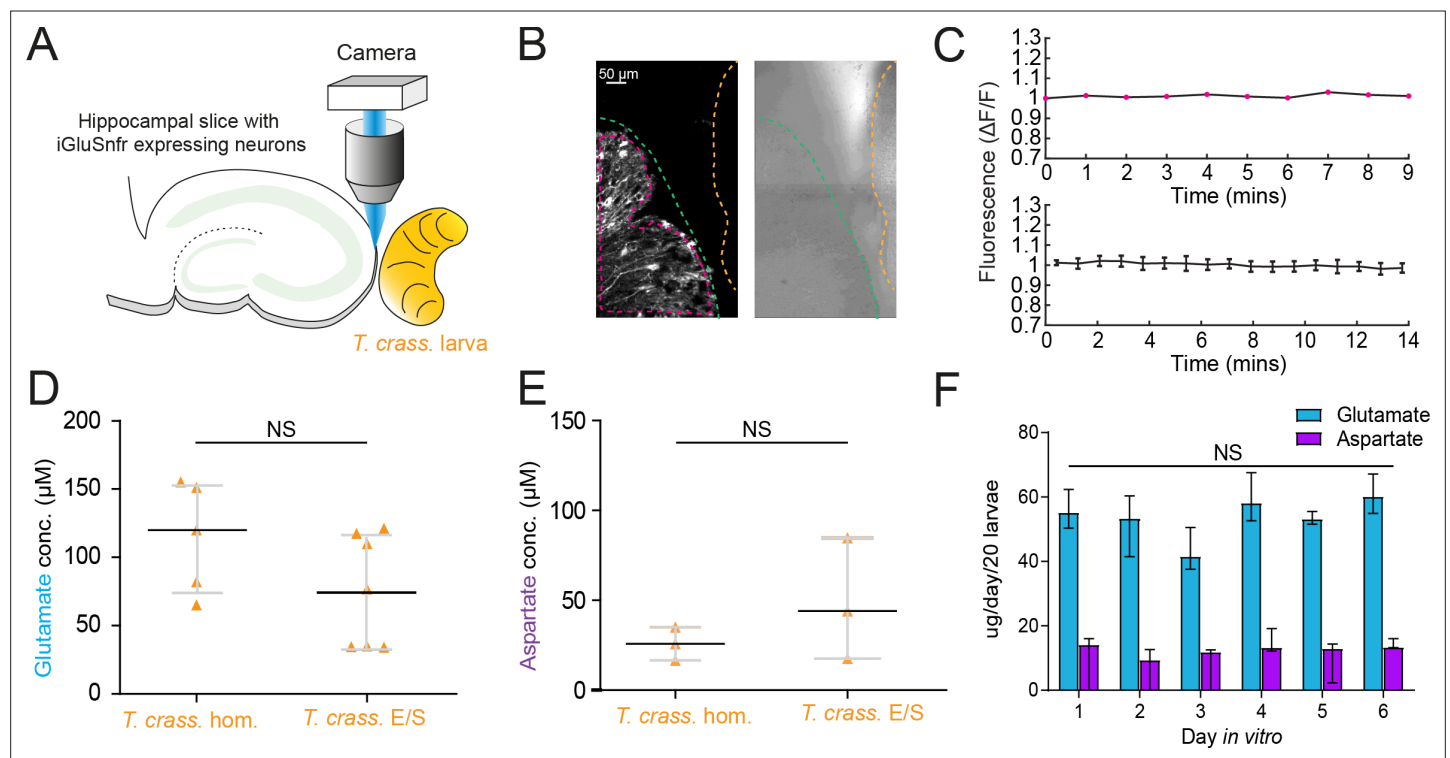 A
Camera
Hippocampal slice with
iGluSnfr expressing neurons
T. crass. larva
B
50 µm
C
Fluorescence (ΔF/F)
1.3
1.2
1.1
1
0.9
0.8
0.7
0 1 2 3 4 5 6 7 8 9
Time (mins)
1.3
1.2
1.1
1
0.9
0.8
0.7
0 2 4 6 8 10 12 14
Time (mins)
D
Glutamate conc. (µM)
200
150
100
50
0
NS
T. crass. hom.
T. crass. E/S
E
Aspartate conc. (µM)
150
100
50
0
NS
T. crass. hom.
T. crass. E/S
F
Glutamate
Aspartate
ug/day/20 larvae
80
60
40
20
0
NS
1 2 3 4 5 6
Day in vitro